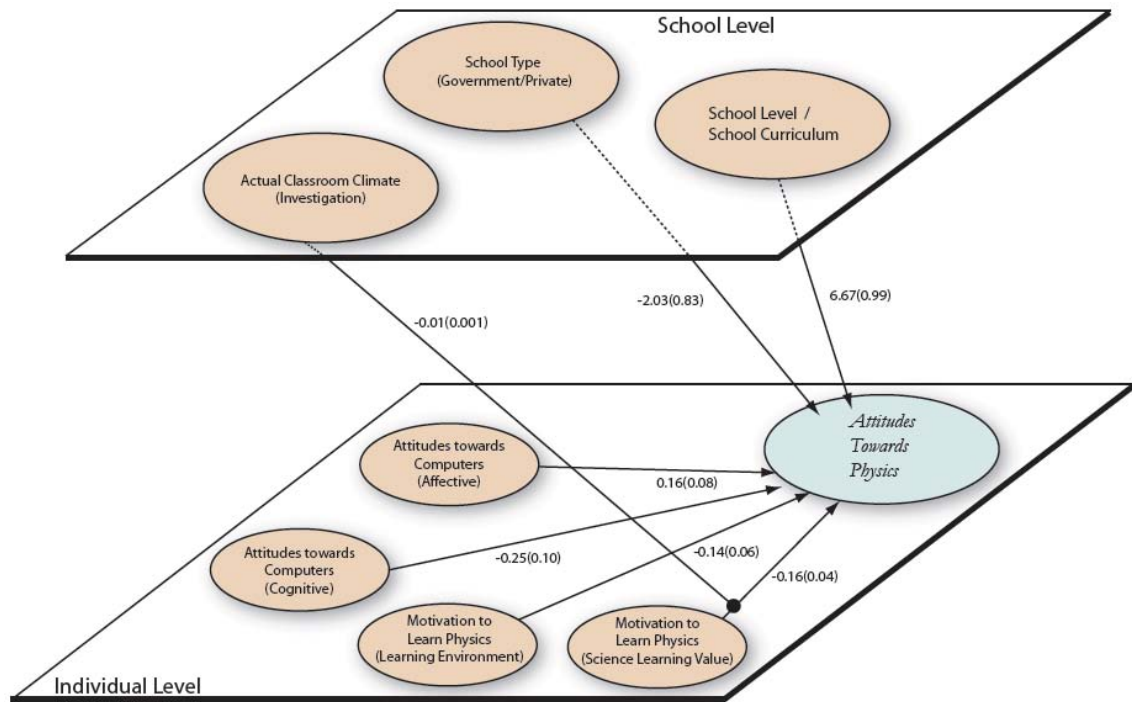 School Level
School Type
(Government/Private)
School Level /
School Curriculum
Actual Classroom Climate
(Investigation)
-2.03(0.83)
6.67(0.99)
-0.01(0.001)
Attitudes
Towards
Physics
Attitudes towards
Computers
(Affective)
0.16(0.08)
Attitudes towards
Computers
(Cognitive)
-0.25(0.10)
-0.14(0.06)
-0.16(0.04)
Motivation to
Learn Physics
(Learning Environment)
Motivation to
Learn Physics
(Science Learning Value)
Individual Level